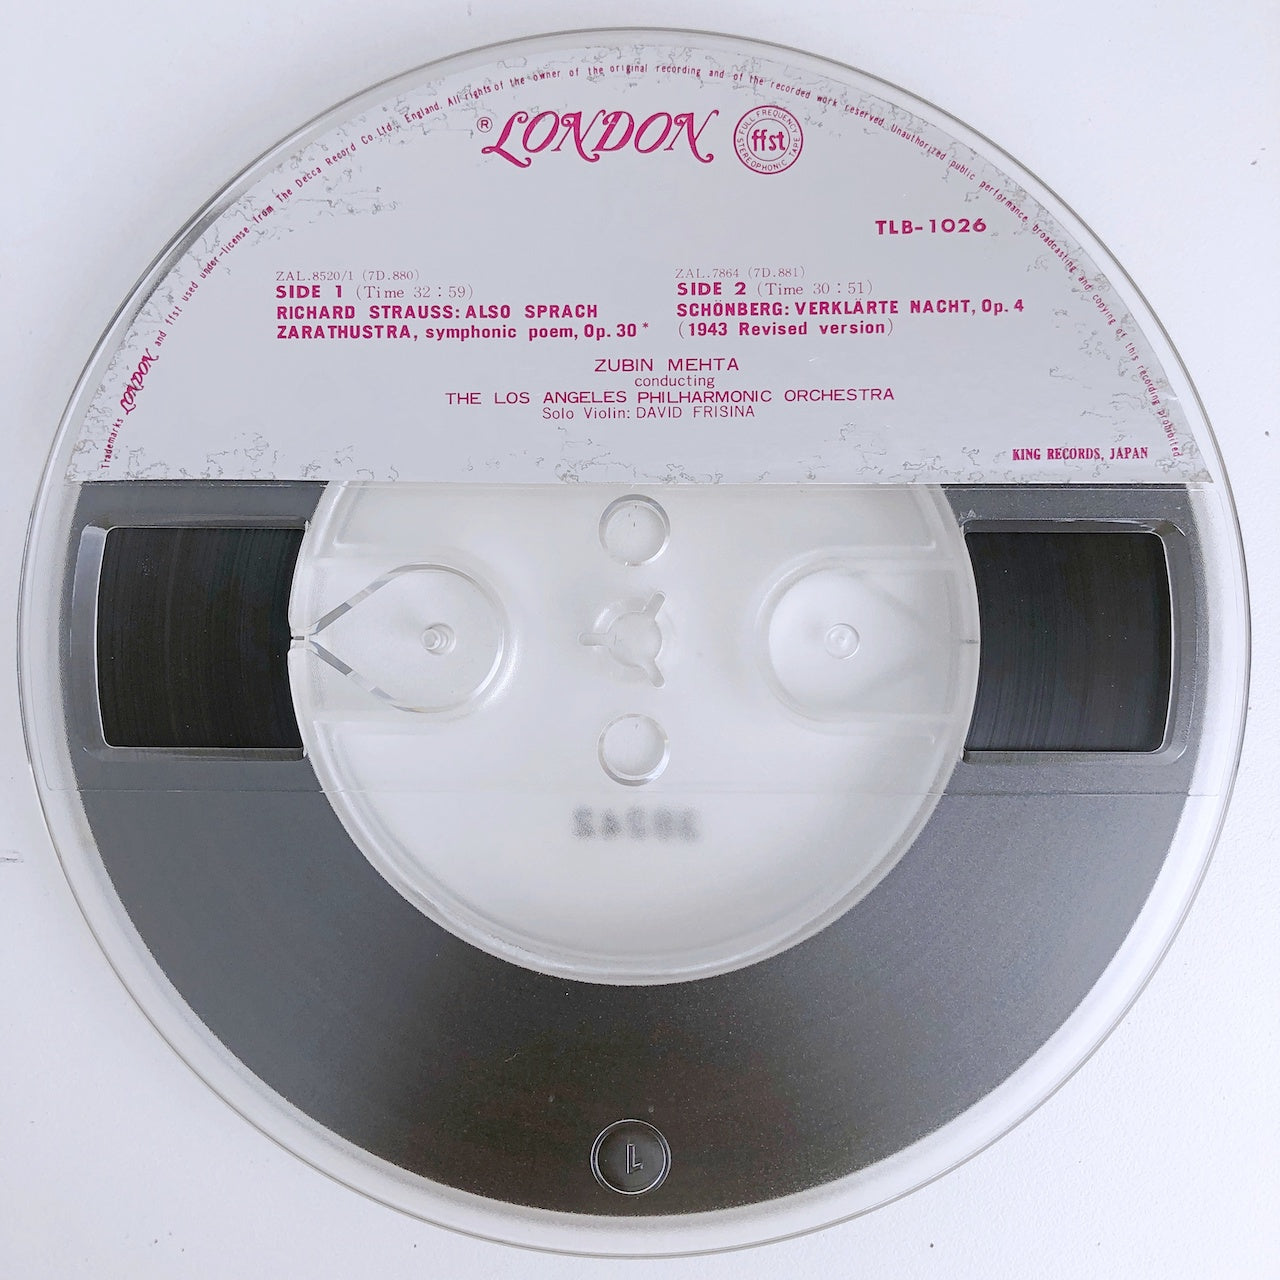 Trademarks LONDON and ffst used under-license from The Decca Record Co. Ltd., England. All rights of the owner of the original recording and of the recorded work reserved. Unauthorized public performance, broadcasting and copying of this recording prohibited.
® LONDON
FULL FREQUENCY
ffst
STEREOPHONIC TAPE
TLB-1026
ZAL.8520/1 (7D.880)
SIDE 1 (Time 32:59)
RICHARD STRAUSS: ALSO SPRACH
ZARATHUSTRA, symphonic poem, Op. 30 *
ZAL.7864 (7D.881)
SIDE 2 (Time 30:51)
SCHÖNBERG: VERKLÄRTE NACHT, Op. 4
(1943 Revised version)
ZUBIN MEHTA
conducting
THE LOS ANGELES PHILHARMONIC ORCHESTRA
Solo Violin: DAVID FRISINA
KING RECORDS, JAPAN